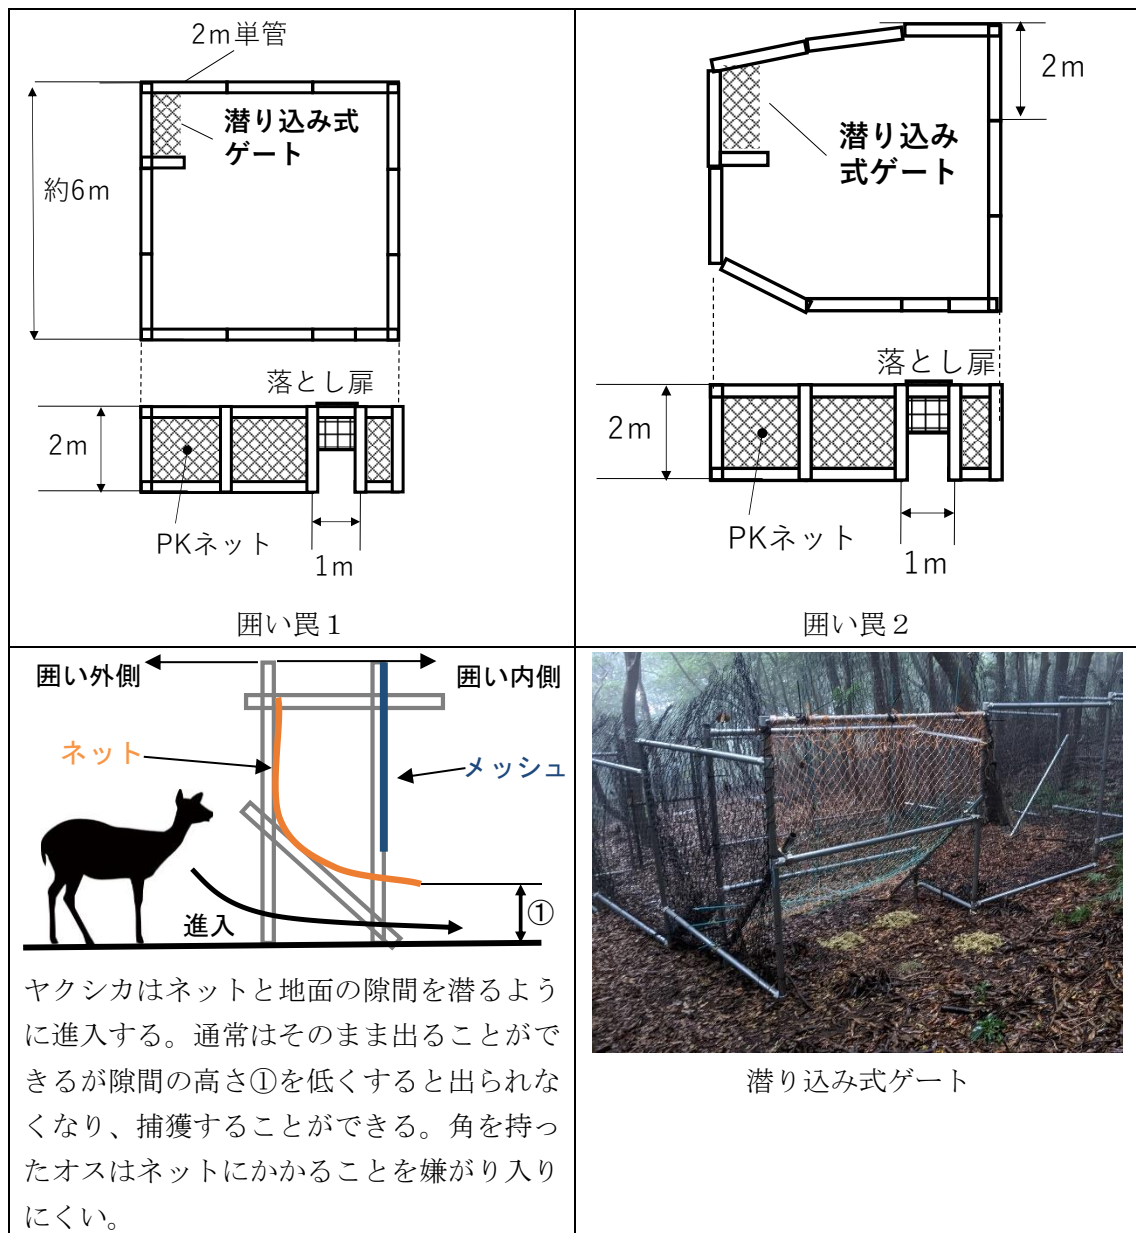 2m単管
潜り込み式
ゲート
約6m
落とし扉
2m
PKネット
1m
囲い罠１
2m
潜り込み
式ゲート
落とし扉
2m
PKネット
1m
囲い罠２
囲い外側
囲い内側
ネット
メッシュ
進入
①
ヤクシカはネットと地面の隙間を潜るよう
に進入する。通常はそのまま出ることがで
きるが隙間の高さ①を低くすると出られな
くなり、捕獲することができる。角を持っ
たオスはネットにかかることを嫌がり入り
にくい。
潜り込み式ゲート